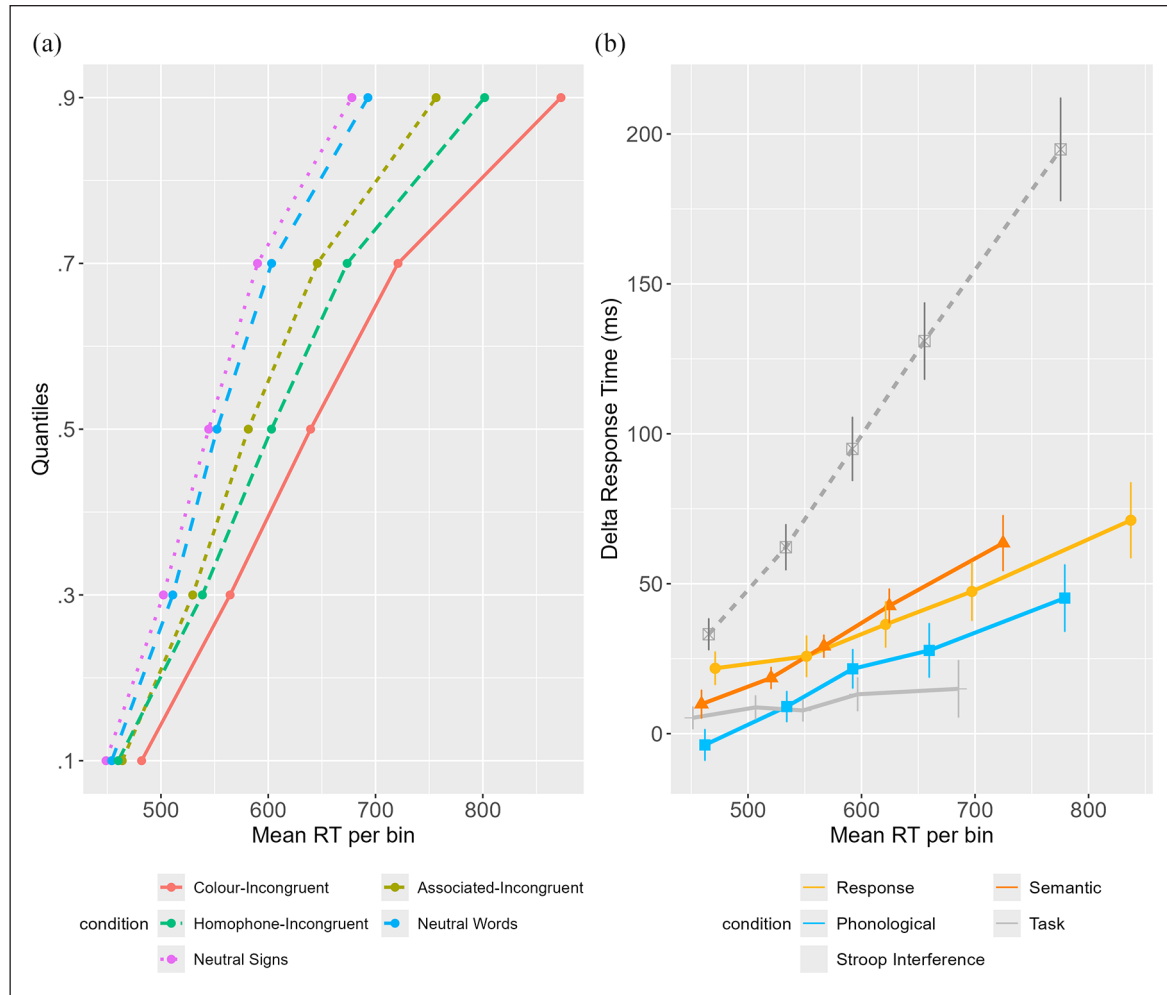 (a)
.9
.7
.5
.3
.1
Quantiles
500 600 700 800
Mean RT per bin
condition
Colour-Incongruent
Homophone-Incongruent
Neutral Signs
Associated-Incongruent
Neutral Words
(b)
200
150
100
50
0
Delta Response Time (ms)
500 600 700 800
Mean RT per bin
condition
Response
Phonological
Stroop Interference
Semantic
Task